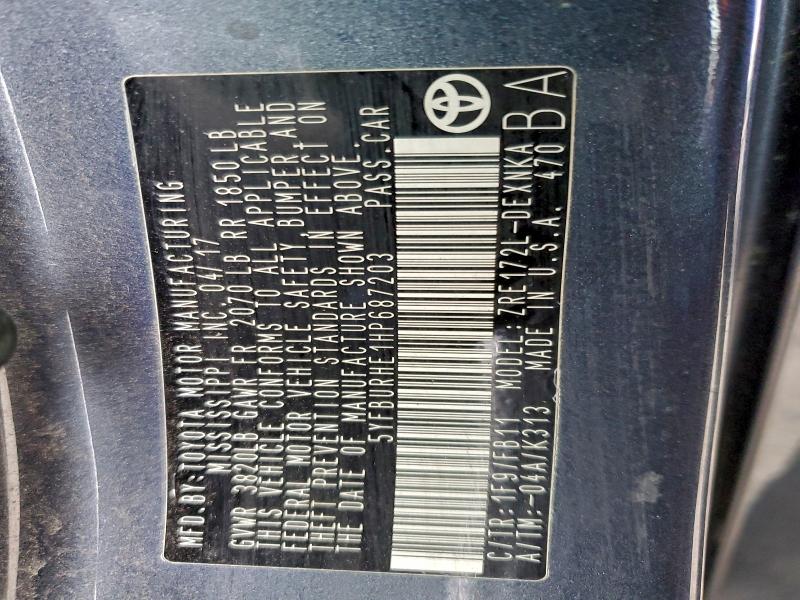 MFD.BY:TOYOTA MOTOR MANUFACTURING
MISSISSIPPI INC. 04/17
GVWR 3820LB GAWR FR 2070 LB RR 1850 LB
THIS VEHICLE CONFORMS TO ALL APPLICABLE
FEDERAL MOTOR VEHICLE SAFETY, BUMPER, AND
THEFT PREVENTION STANDARDS IN EFFECT ON
THE DATE OF MANUFACTURE SHOWN ABOVE.
5YFBURHE1HP687203 PASS.CAR
C/TR:1F9/FB11 MODEL:ZRE172L-DEXNKA
A/TM:-04A/K313 MADE IN U.S.A. 470 BA